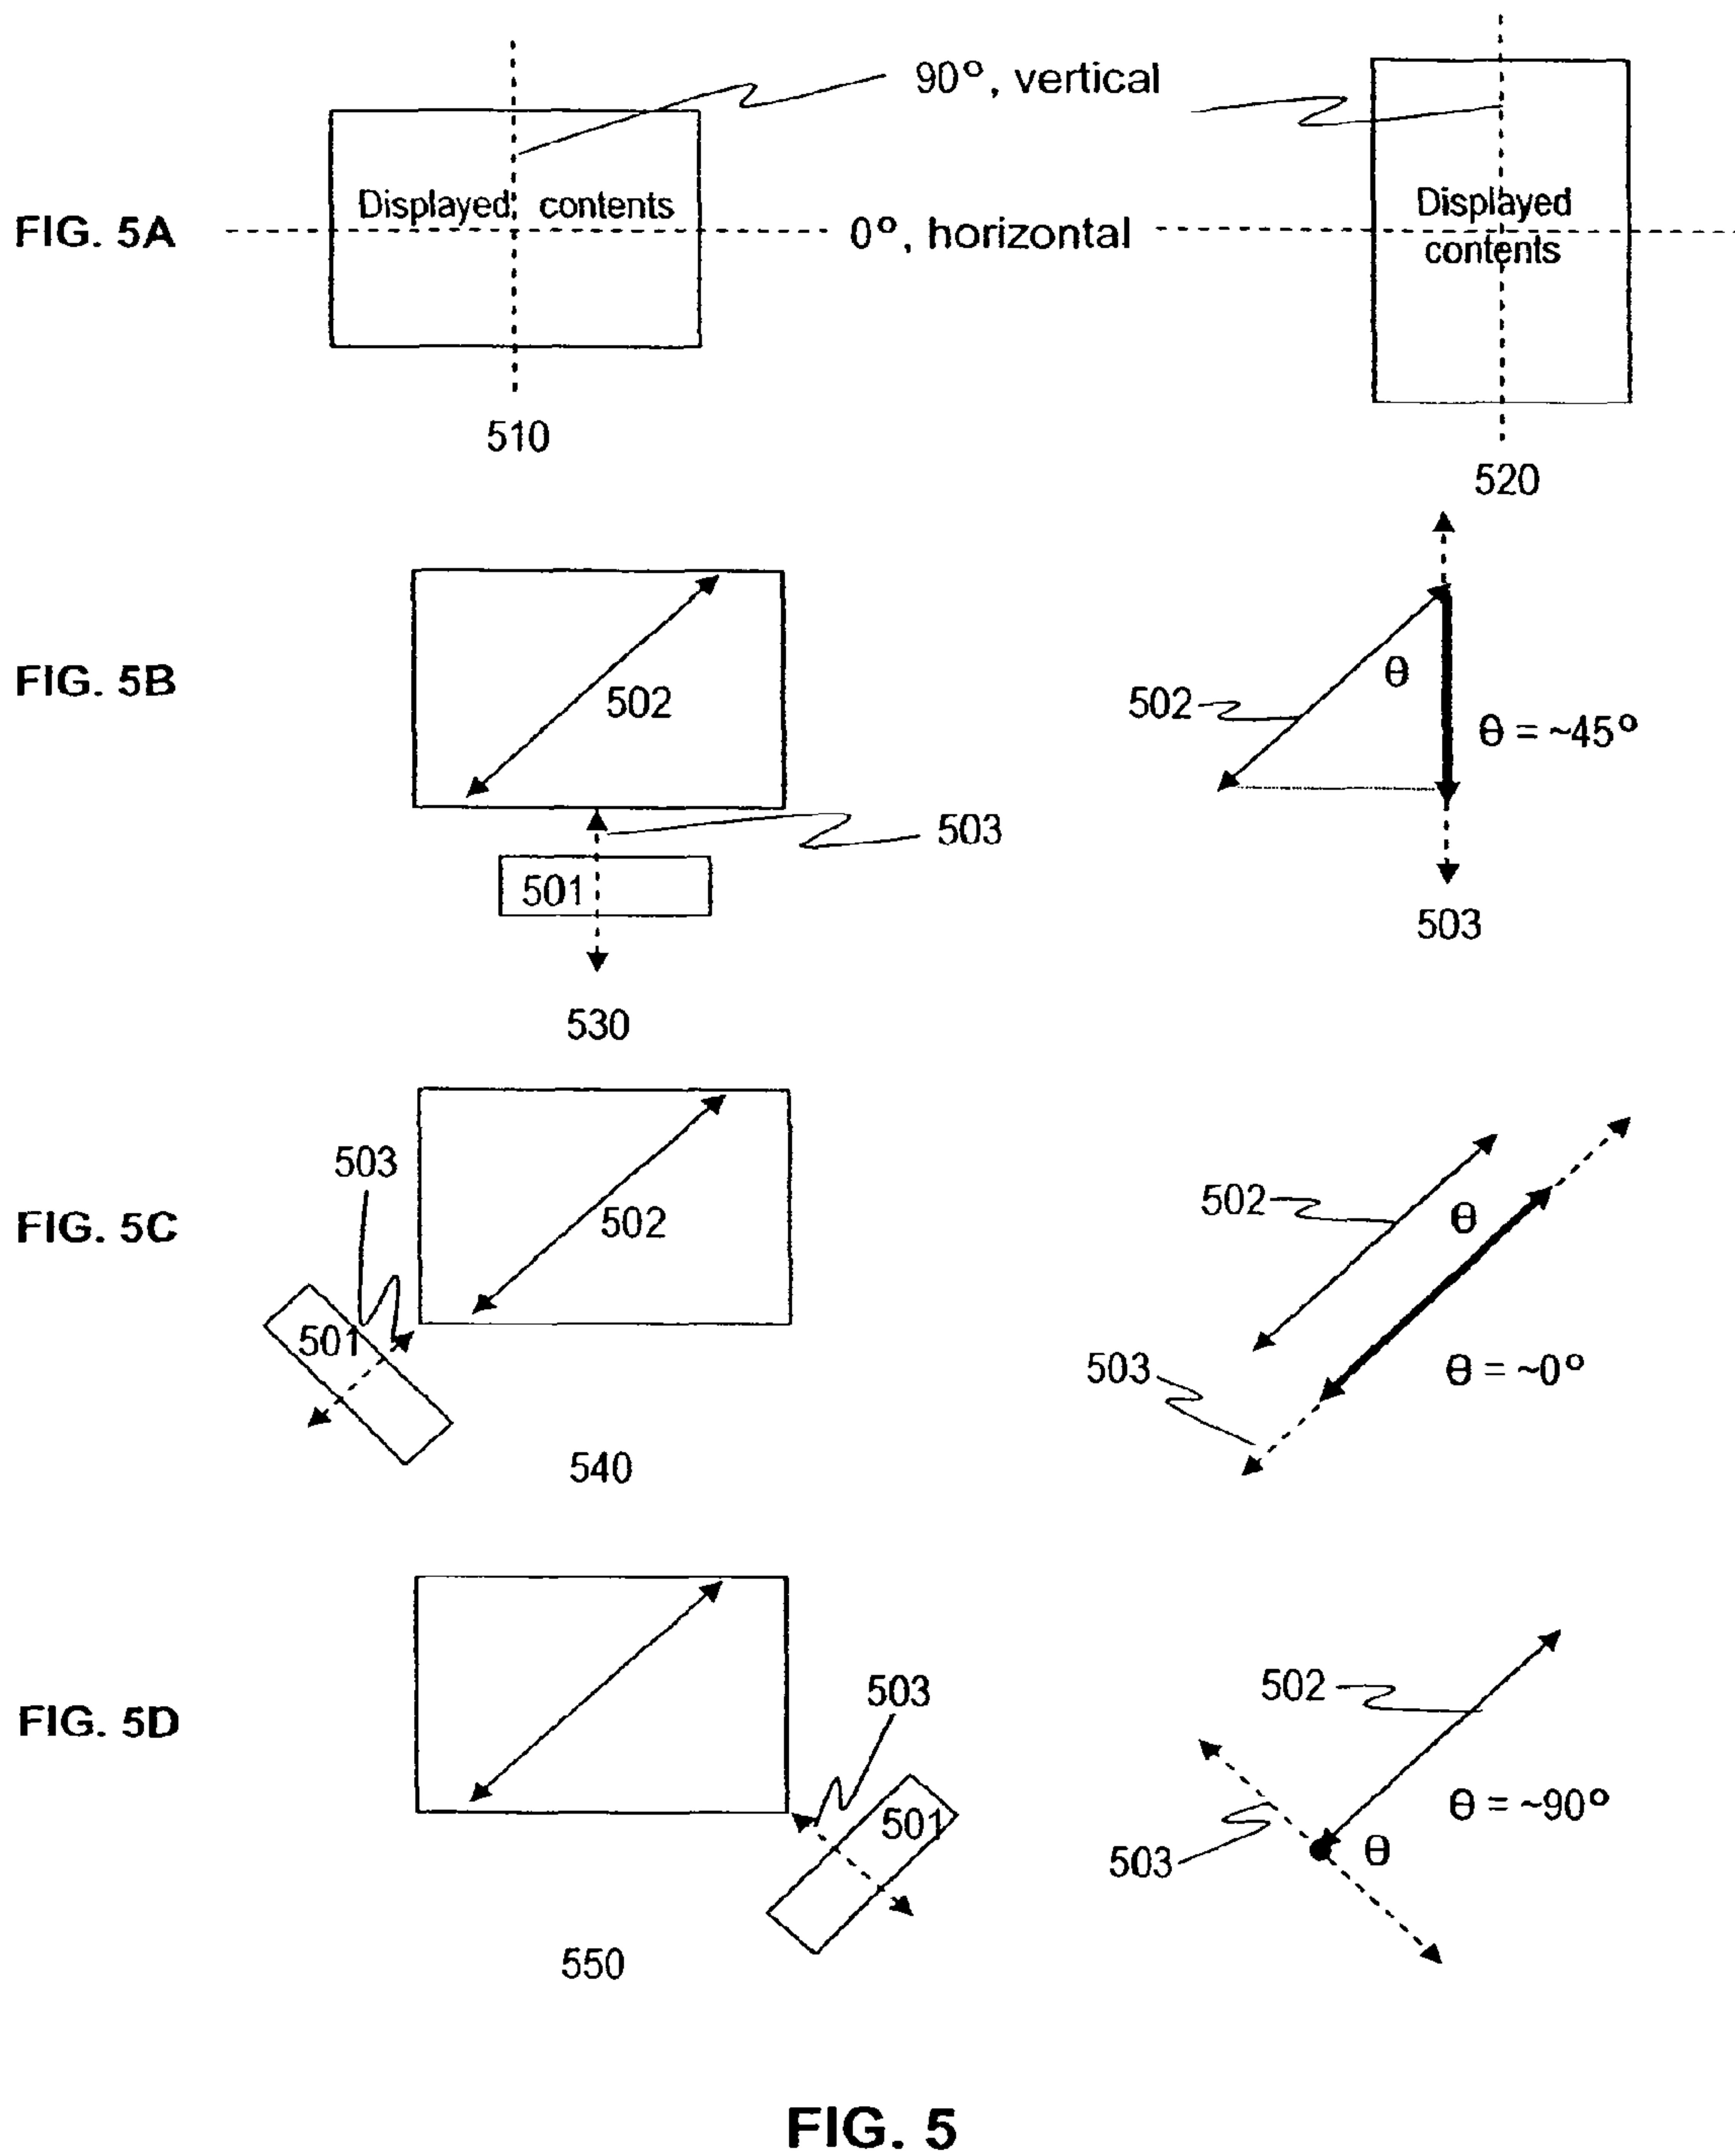 90°, vertical
FIG. 5A
Displayed contents
0°, horizontal
Displayed
contents
510
520
FIG. 5B
502
503
501
530
502
θ
θ = ~45°
503
FIG. 5C
503
502
501
540
502
θ
503
θ = ~0°
FIG. 5D
503
501
550
502
θ = ~90°
503
θ
FIG. 5